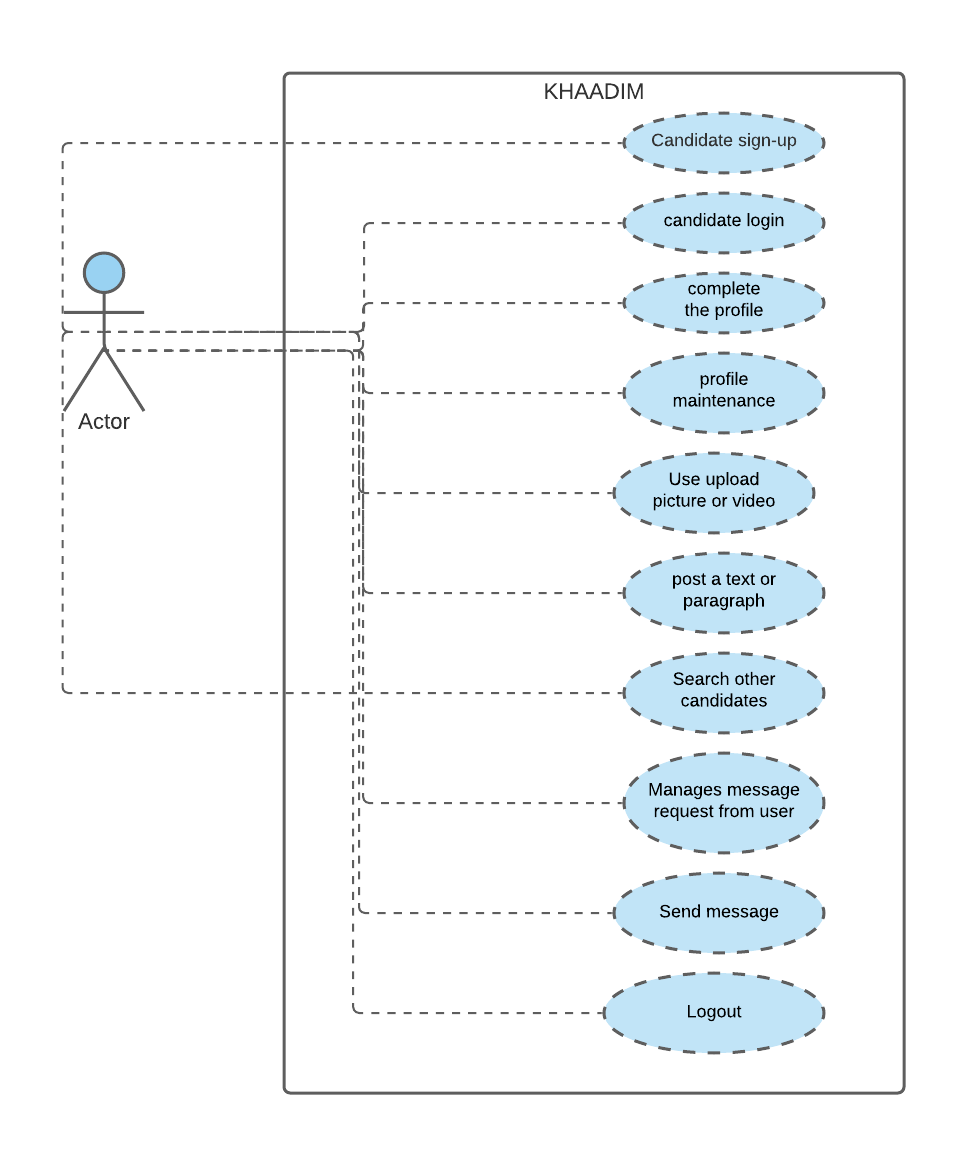 KHAADIM
Candidate sign-up
candidate login
complete
the profile
profile
maintenance
Use upload
picture or video
post a text or
paragraph
Search other
candidates
Manages message
request from user
Send message
Logout
Actor